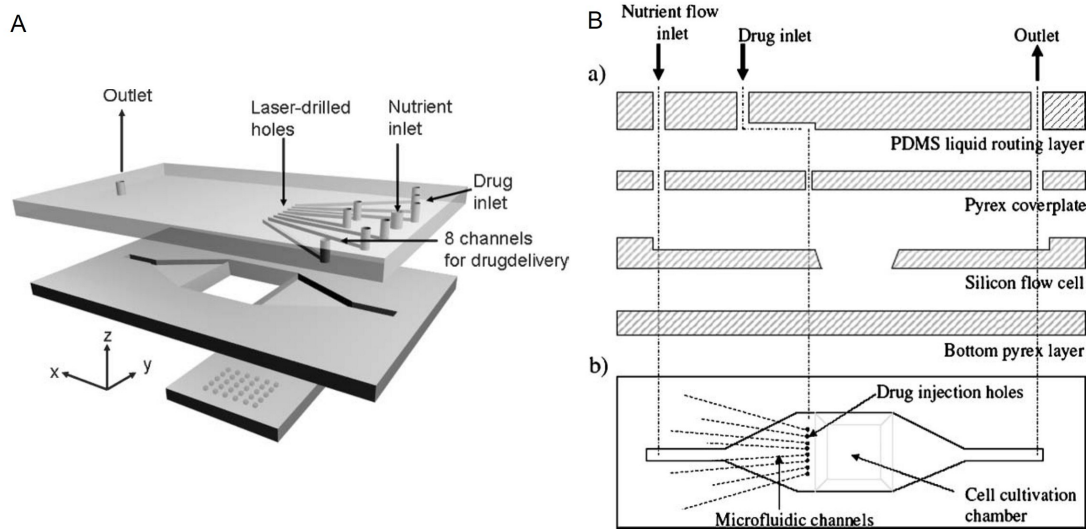 A
Outlet
Laser-drilled
holes
Nutrient
inlet
Drug
inlet
8 channels
for drugdelivery
z
x
y
B
Nutrient flow
inlet
Drug inlet
Outlet
a)
PDMS liquid routing layer
Pyrex coverplate
Silicon flow cell
Bottom pyrex layer
b)
Drug injection holes
Cell cultivation
chamber
Microfluidic channels